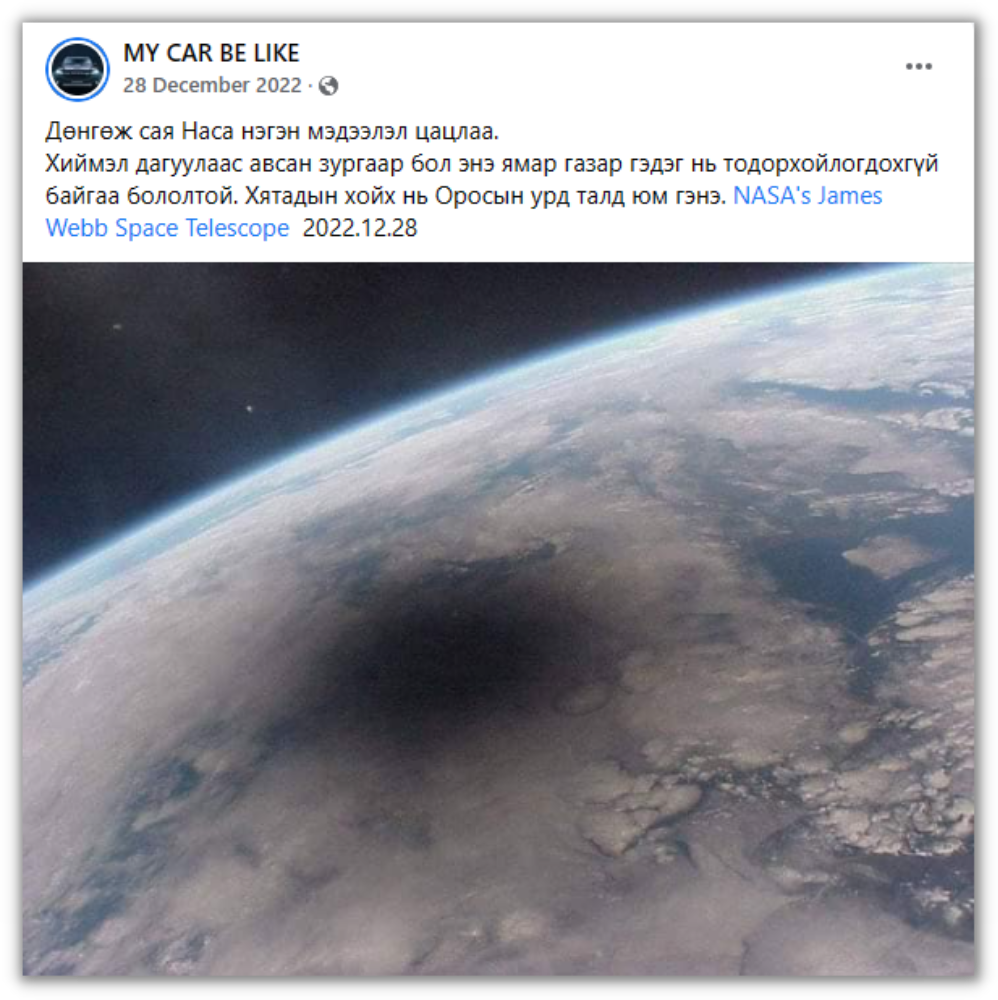 MY CAR BE LIKE
28 December 2022 ·
Дөнгөж сая Наса нэгэн мэдээлэл цацлаа.
Хиймэл дагуулаас авсан зургаар бол энэ ямар газар гэдэг нь тодорхойлогдохгүй
байгаа бололтой. Хятадын хойх нь Оросын урд талд юм гэнэ. NASA's James
Webb Space Telescope 2022.12.28